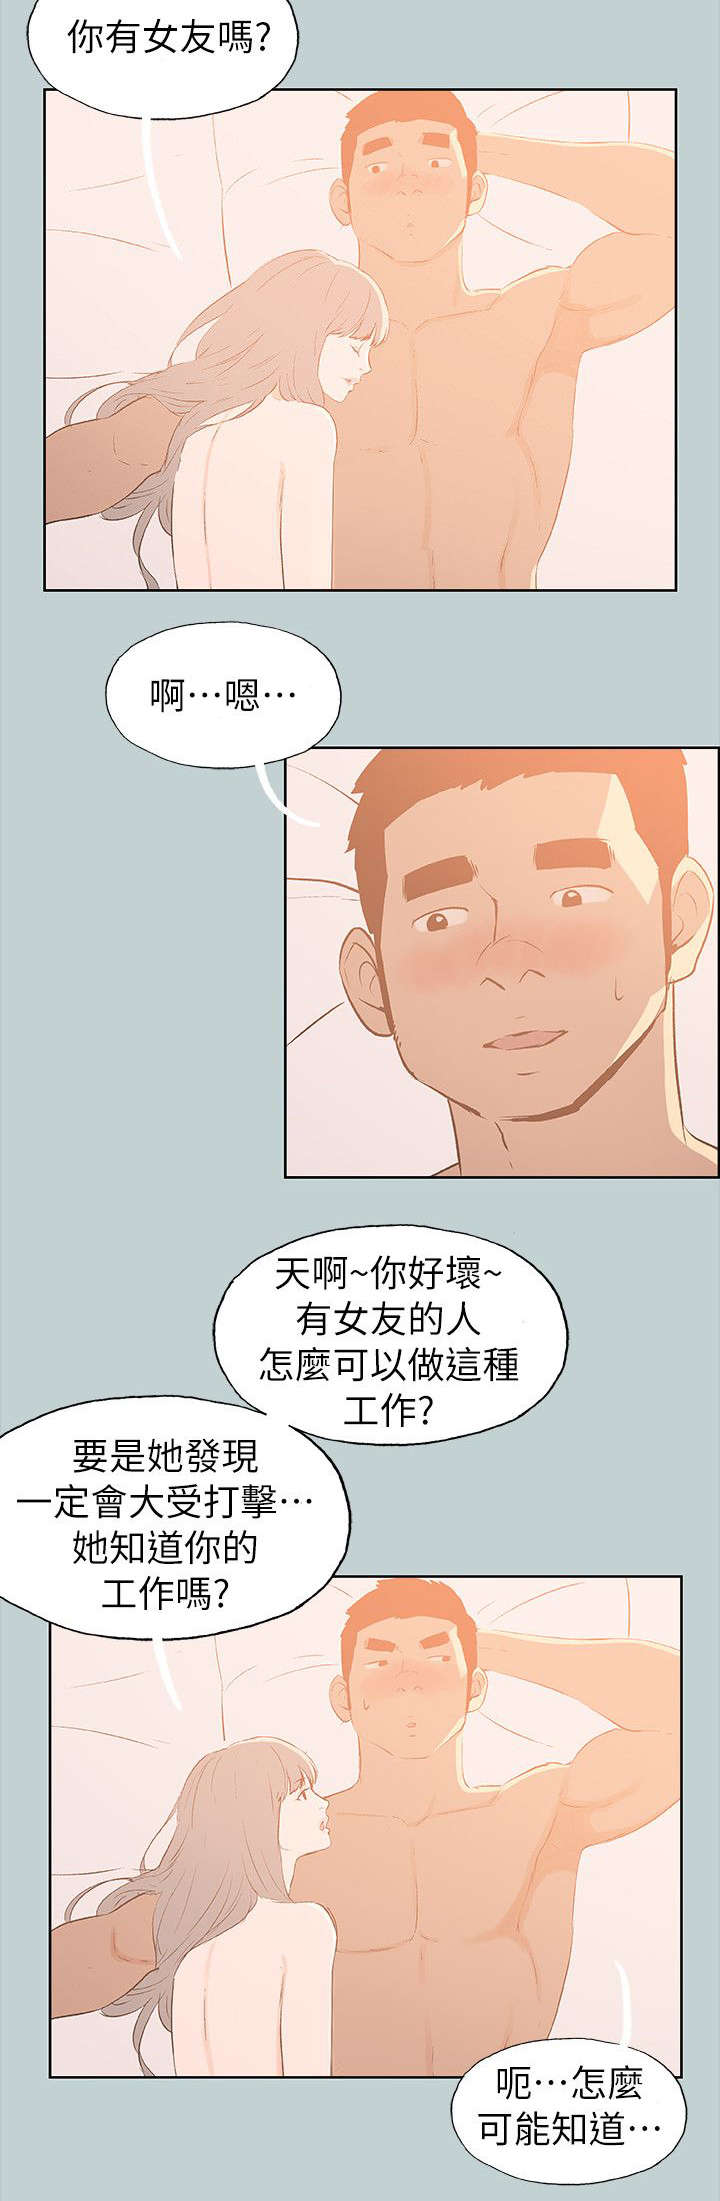 你有女友嗎?
啊⋯嗯⋯
天啊~你好壞~
有女友的人
怎麼可以做這種
工作?
要是她發現
一定會大受打擊⋯
她知道你的
工作嗎?
呃⋯怎麼
可能知道⋯